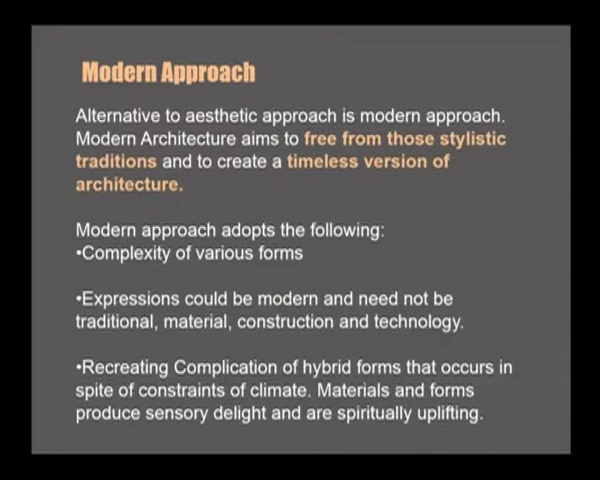 Modern Approach
Alternative to aesthetic approach is modern approach.
Modern Architecture aims to free from those stylistic
traditions and to create a timeless version of
architecture.
Modern approach adopts the following:
•Complexity of various forms
•Expressions could be modern and need not be
traditional, material, construction and technology.
•Recreating Complication of hybrid forms that occurs in
spite of constraints of climate. Materials and forms
produce sensory delight and are spiritually uplifting.